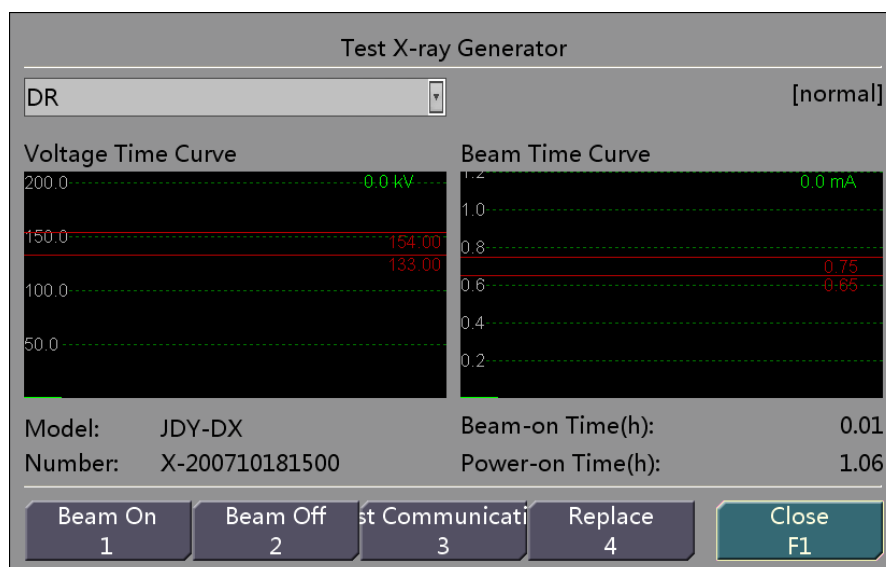 Test X-ray Generator
DR
[normal]
Voltage Time Curve
200.0
0.0 kV
150.0
154.00
133.00
100.0
50.0
Beam Time Curve
1.2
0.0 mA
1.0
0.8
0.75
0.6
0.65
0.4
0.2
Model: JDY-DX
Number: X-200710181500
Beam-on Time(h): 0.01
Power-on Time(h): 1.06
Beam On
1
Beam Off
2
st Communicati
3
Replace
4
Close
F1